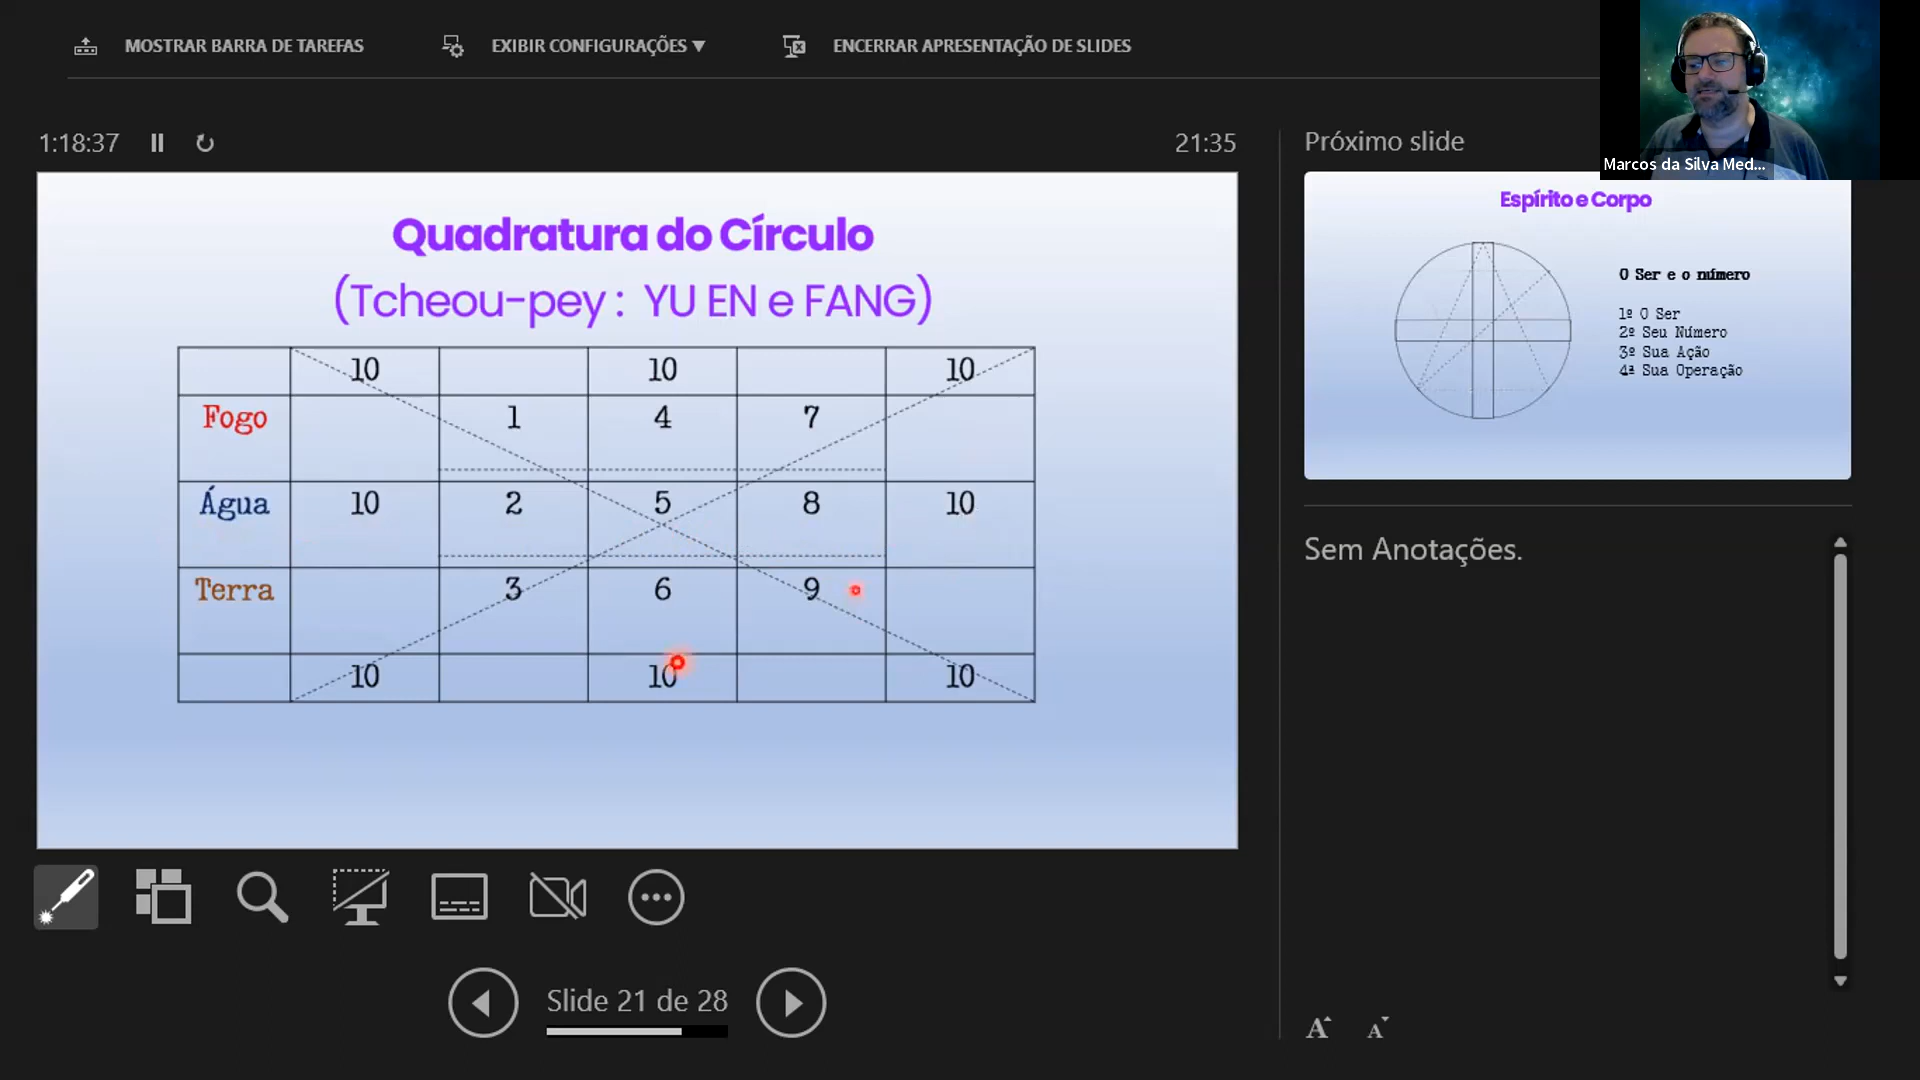 MOSTRAR BARRA DE TAREFAS
EXIBIR CONFIGURAÇÕES ▼
ENCERRAR APRESENTAÇÃO DE SLIDES
1:18:37
21:35
Quadratura do Círculo
(Tcheou-pey : YU EN e FANG)
10 10 10
Fogo 1 4 7
Água 10 2 5 8 10
Terra 3 6 9
10 10 10
Slide 21 de 28
Próximo slide
Marcos da Silva Med...
Espírito e Corpo
O Ser e o número
1º O Ser
2º Seu Número
3º Sua Ação
4ª Sua Operação
Sem Anotações.
A A